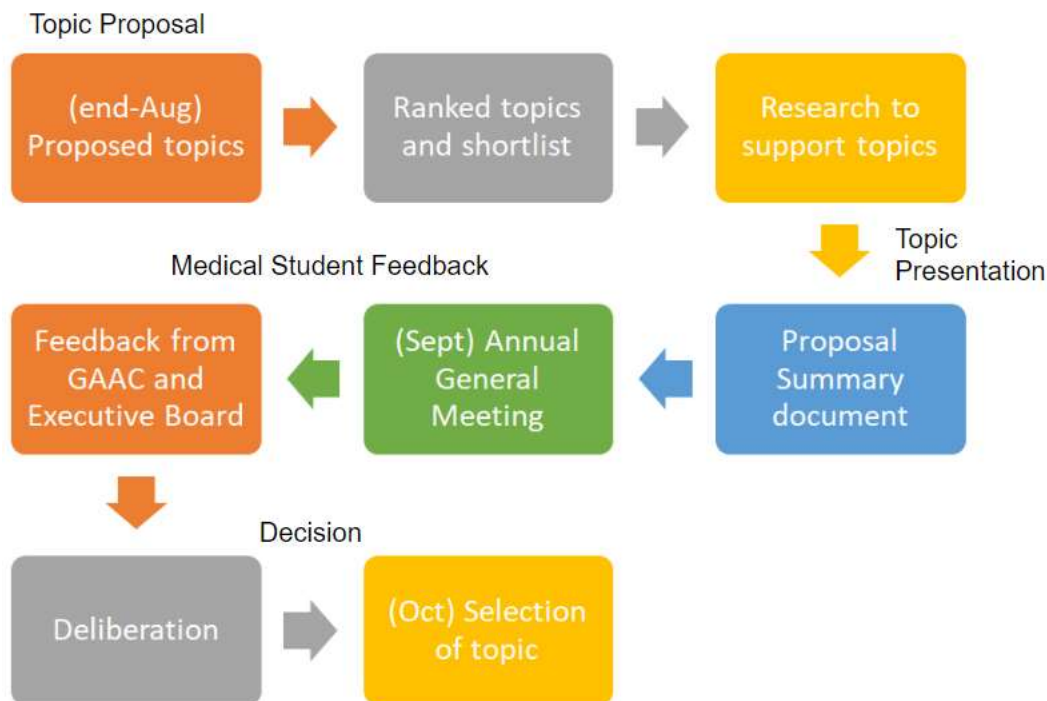 Topic Proposal
(end-Aug)
Proposed topics
Ranked topics
and shortlist
Research to
support topics
Topic
Presentation
Proposal
Summary
document
Medical Student Feedback
(Sept) Annual
General
Meeting
Feedback from
GAAC and
Executive Board
Deliberation
Decision
(Oct) Selection
of topic